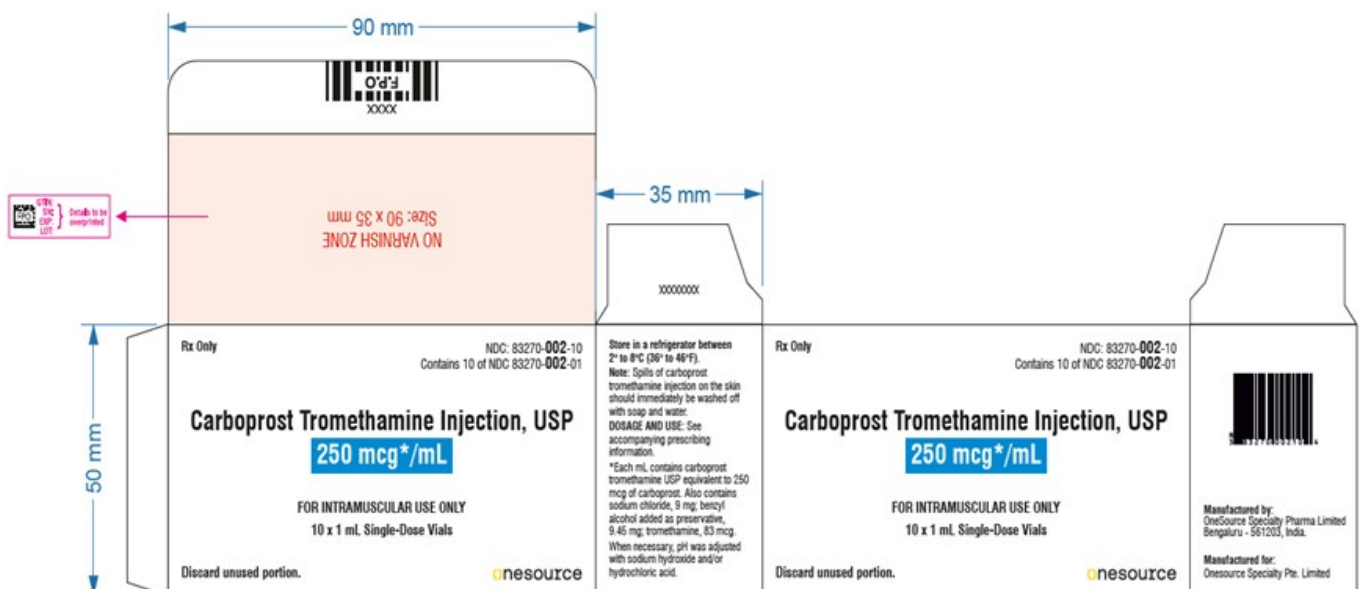 90 mm
F.P.O
XXXX
NO VARNISH ZONE
Size: 90 x 35 mm
GTIN:
SN:
EXP:
LOT:
Details to be
overprinted
35 mm
XXXXXXXX
50 mm
Rx Only
NDC: 83270-002-10
Contains 10 of NDC 83270-002-01
Carboprost Tromethamine Injection, USP
250 mcg*/mL
FOR INTRAMUSCULAR USE ONLY
10 x 1 mL Single-Dose Vials
Discard unused portion.
onesource
Store in a refrigerator between
2° to 8°C (36° to 46°F).
Note: Spills of carboprost
tromethamine injection on the skin
should immediately be washed off
with soap and water.
DOSAGE AND USE: See
accompanying prescribing
information.
*Each mL contains carboprost
tromethamine USP equivalent to 250
mcg of carboprost. Also contains
sodium chloride, 9 mg; benzyl
alcohol added as preservative,
9.45 mg; tromethamine, 83 mcg.
When necessary, pH was adjusted
with sodium hydroxide and/or
hydrochloric acid.
Rx Only
NDC: 83270-002-10
Contains 10 of NDC 83270-002-01
Carboprost Tromethamine Injection, USP
250 mcg*/mL
FOR INTRAMUSCULAR USE ONLY
10 x 1 mL Single-Dose Vials
Discard unused portion.
onesource
Manufactured by:
OneSource Specialty Pharma Limited
Bengaluru - 561203, India.
Manufactured for:
Onesource Specialty Pte. Limited